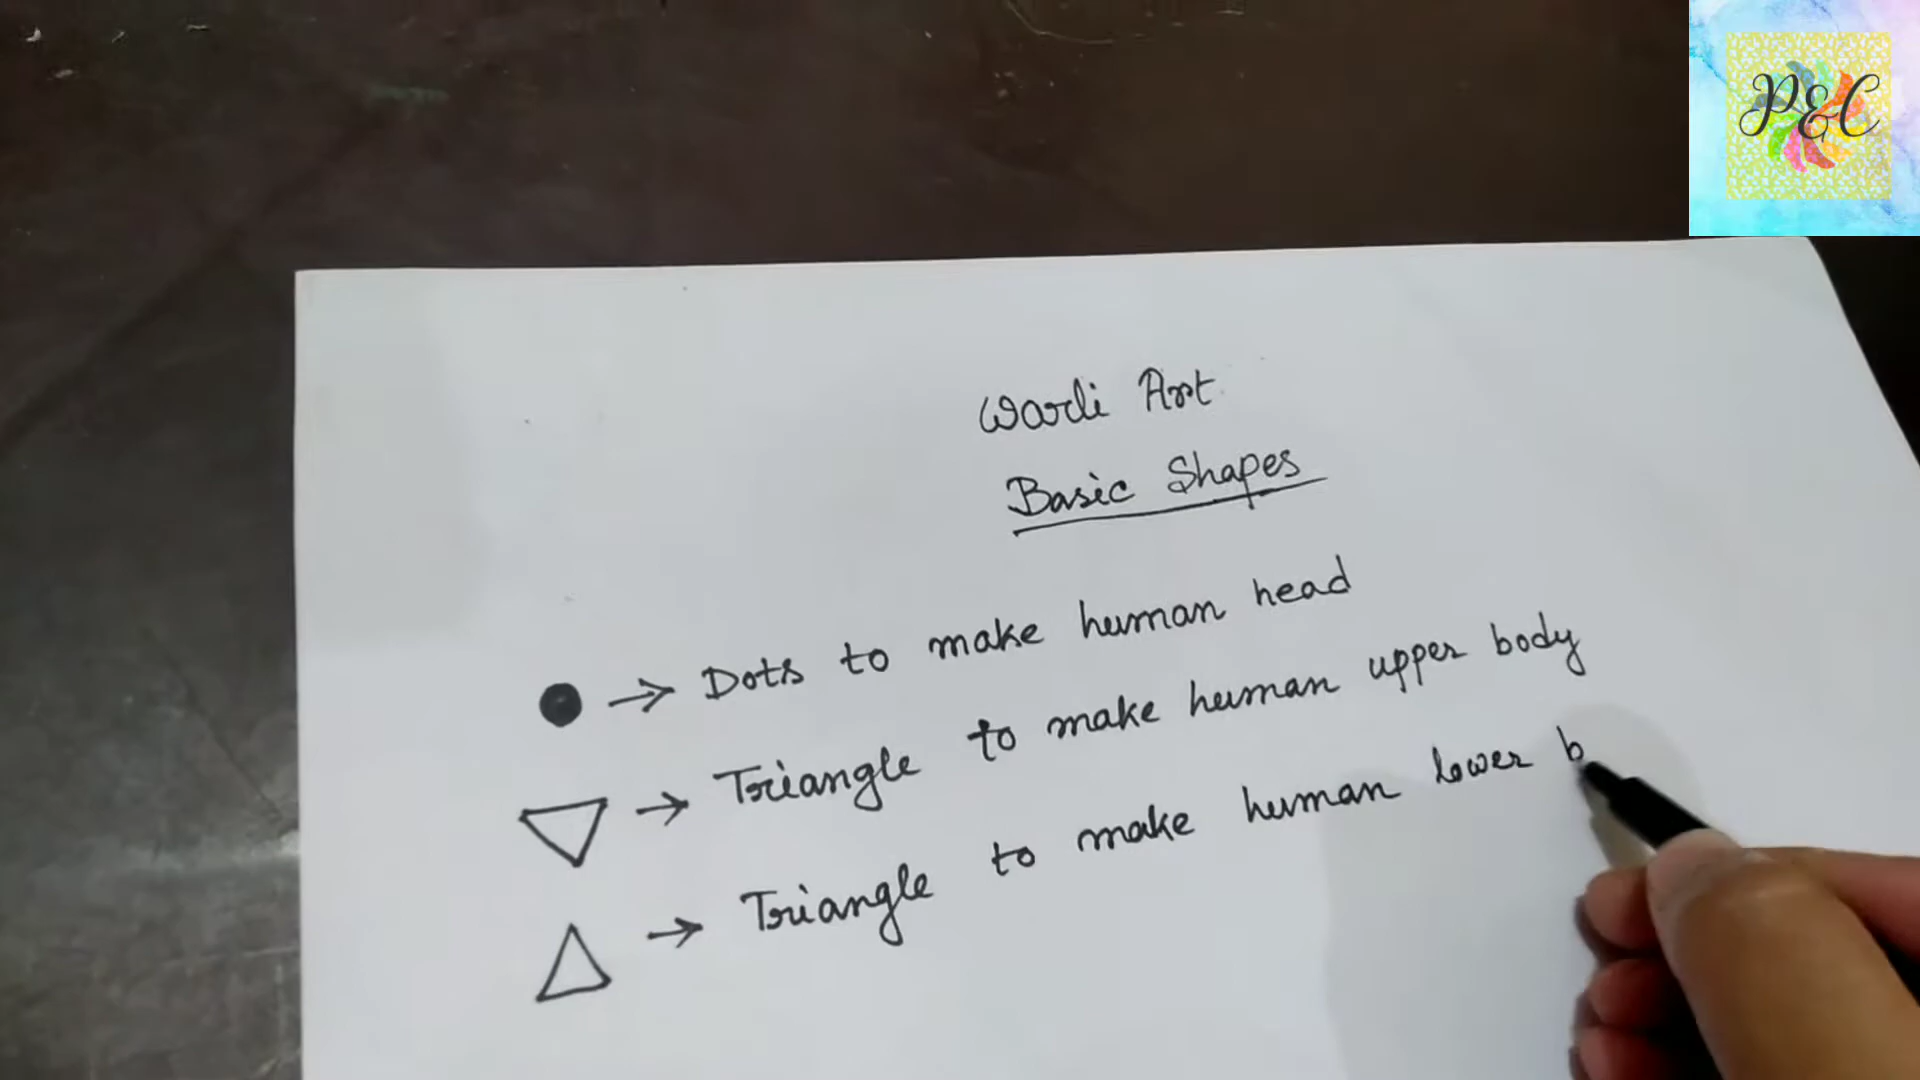 P&C
Warli Art
Basic Shapes
→ Dots to make human head
→ Triangle to make human upper body
→ Triangle to make human lower b